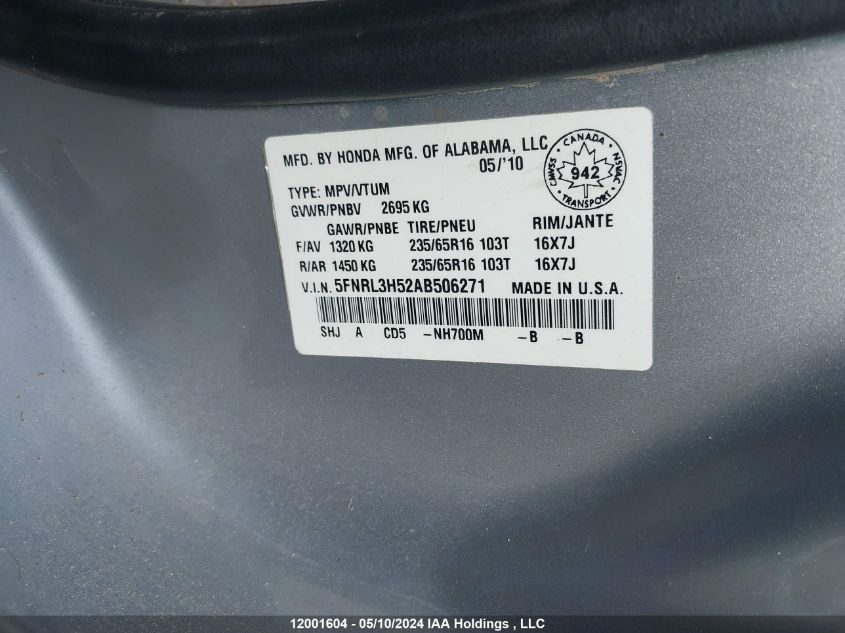 MFD. BY HONDA MFG. OF ALABAMA, LLC
05/'10
CANADA
CMVSS 942 NSVAC
TRANSPORT
TYPE: MPV/VTUM
GVWR/PNBV 2695 KG
GAWR/PNBE TIRE/PNEU RIM/JANTE
F/AV 1320 KG 235/65R16 103T 16X7J
R/AR 1450 KG 235/65R16 103T 16X7J
V.I.N. 5FNRL3H52AB506271 MADE IN U.S.A.
SHJ A CD5 -NH700M -B -B
12001604 - 05/10/2024 IAA Holdings , LLC